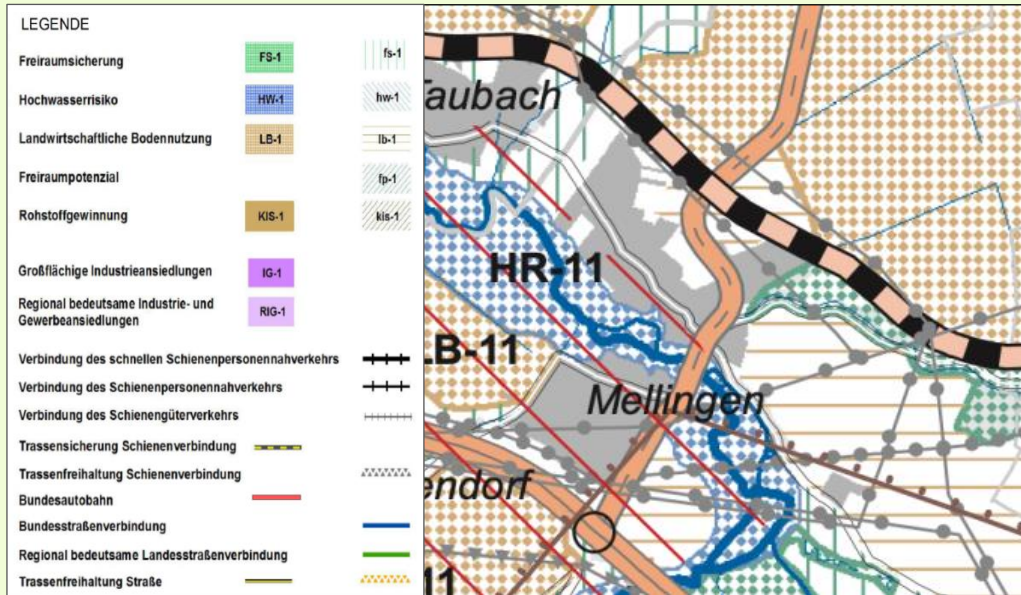 LEGENDE
Freiraumsicherung FS-1 fs-1
Hochwasserrisiko HW-1 hw-1
Landwirtschaftliche Bodennutzung LB-1 lb-1
Freiraumpotenzial fp-1
Rohstoffgewinnung KIS-1 kis-1
Großflächige Industrieansiedlungen IG-1
Regional bedeutsame Industrie- und
Gewerbeansiedlungen RIG-1
Verbindung des schnellen Schienenpersonennahverkehrs
Verbindung des Schienenpersonennahverkehrs
Verbindung des Schienengüterverkehrs
Trassensicherung Schienenverbindung
Trassenfreihaltung Schienenverbindung
Bundesautobahn
Bundesstraßenverbindung
Regional bedeutsame Landesstraßenverbindung
Trassenfreihaltung Straße
Taubach
HR-11
LB-11
Mellingen
endorf
11